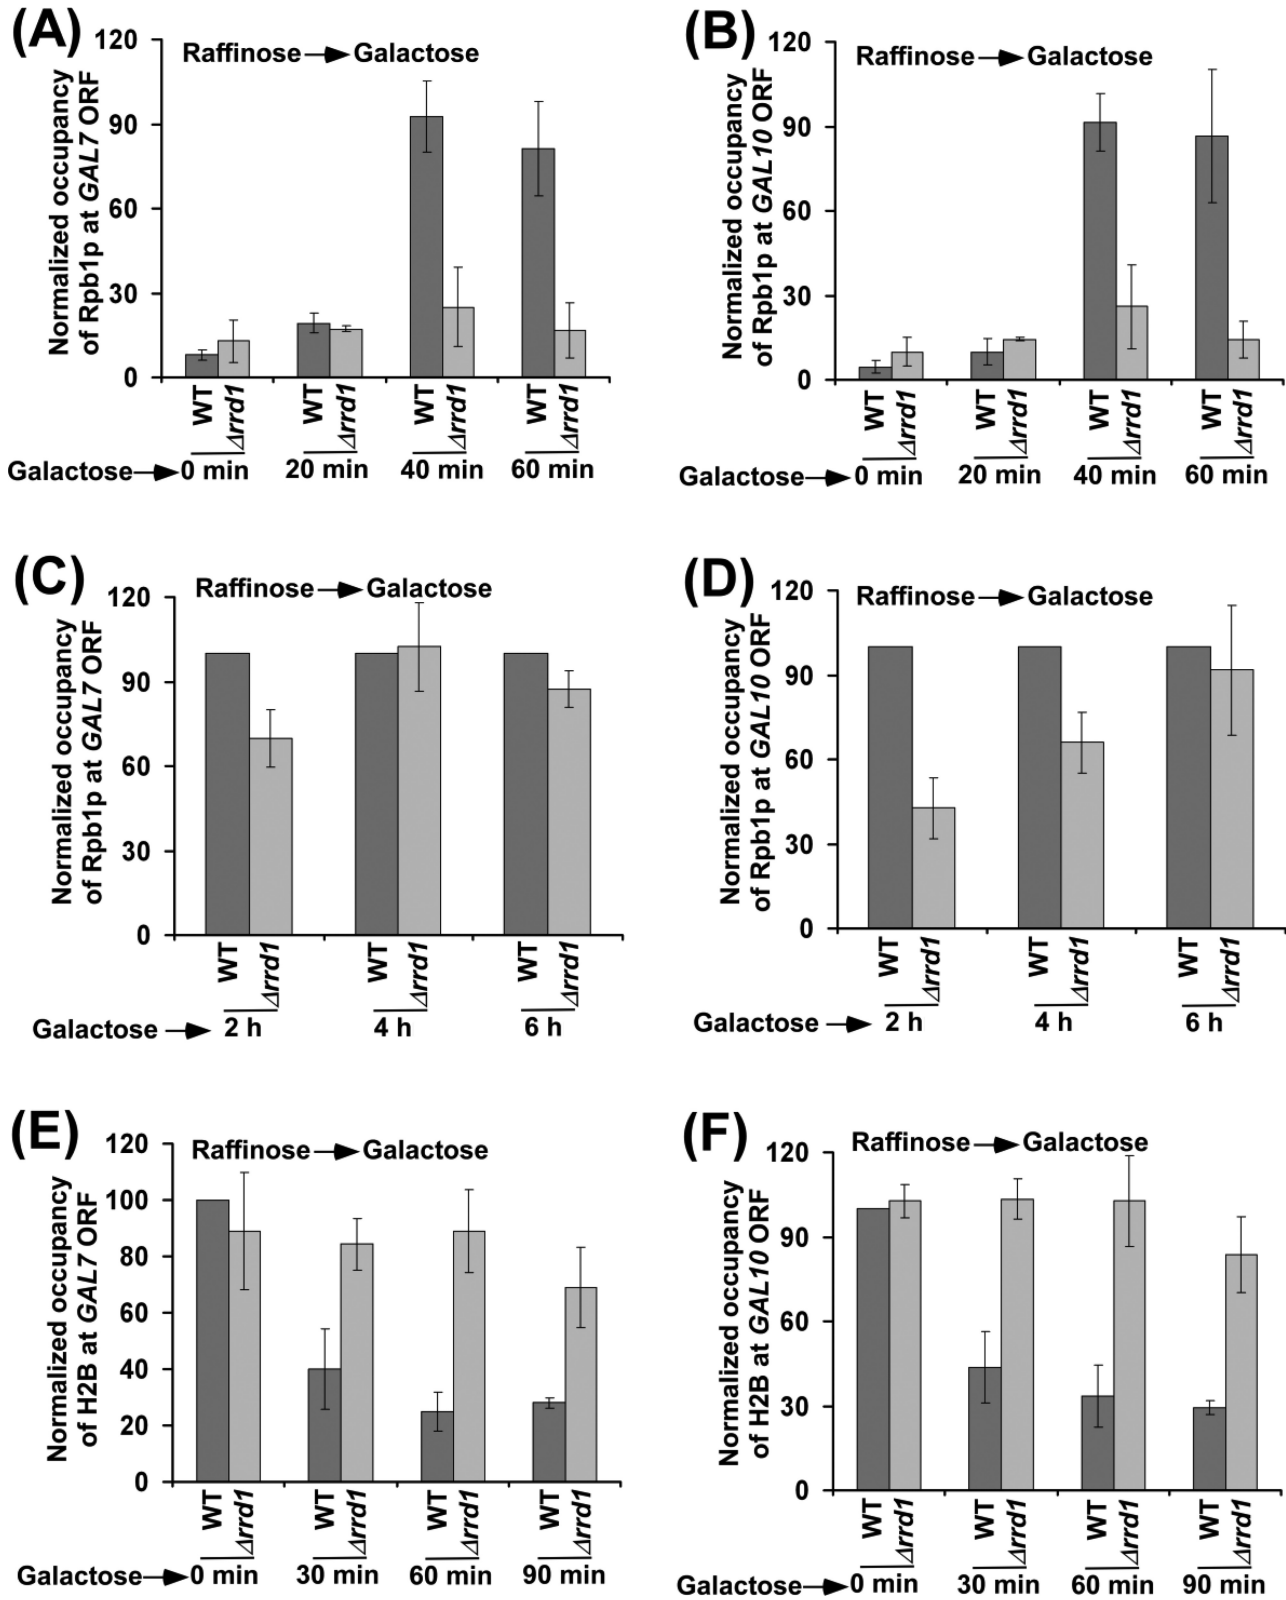 (A)
Raffinose → Galactose
Normalized occupancy
of Rpb1p at GAL7 ORF
120
90
60
30
0
WT
Δrrd1
WT
Δrrd1
WT
Δrrd1
WT
Δrrd1
Galactose → 0 min 20 min 40 min 60 min
(B)
Raffinose → Galactose
Normalized occupancy
of Rpb1p at GAL10 ORF
120
90
60
30
0
WT
Δrrd1
WT
Δrrd1
WT
Δrrd1
WT
Δrrd1
Galactose → 0 min 20 min 40 min 60 min
(C)
Raffinose → Galactose
Normalized occupancy
of Rpb1p at GAL7 ORF
120
90
60
30
0
WT
Δrrd1
WT
Δrrd1
WT
Δrrd1
Galactose → 2 h 4 h 6 h
(D)
Raffinose → Galactose
Normalized occupancy
of Rpb1p at GAL10 ORF
120
90
60
30
0
WT
Δrrd1
WT
Δrrd1
WT
Δrrd1
Galactose → 2 h 4 h 6 h
(E)
Raffinose → Galactose
Normalized occupancy
of H2B at GAL7 ORF
120
100
80
60
40
20
0
WT
Δrrd1
WT
Δrrd1
WT
Δrrd1
WT
Δrrd1
Galactose → 0 min 30 min 60 min 90 min
(F)
Raffinose → Galactose
Normalized occupancy
of H2B at GAL10 ORF
120
90
60
30
0
WT
Δrrd1
WT
Δrrd1
WT
Δrrd1
WT
Δrrd1
Galactose → 0 min 30 min 60 min 90 min